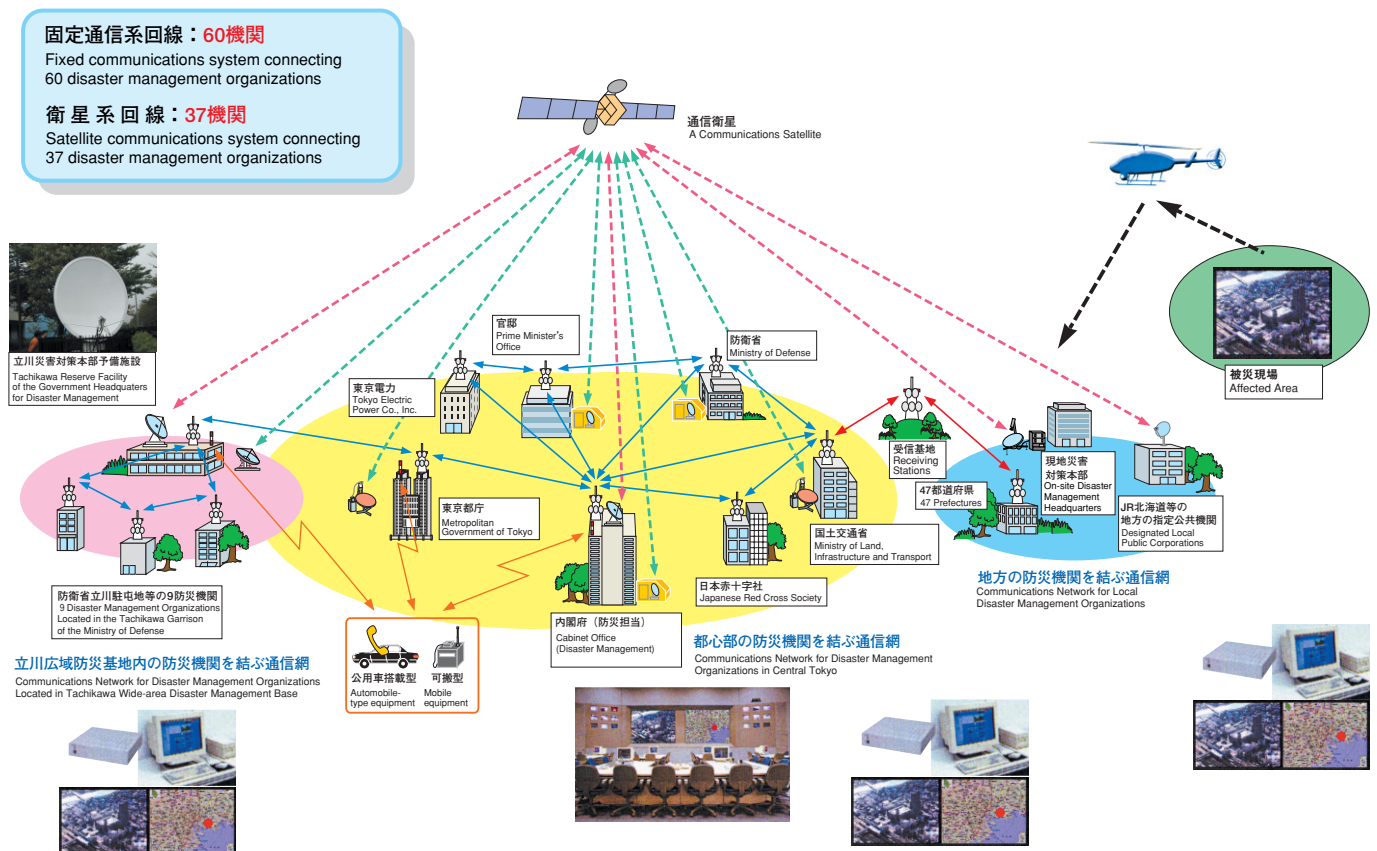 固定通信系回線：60機関
Fixed communications system connecting
60 disaster management organizations
衛星系回線：37機関
Satellite communications system connecting
37 disaster management organizations
通信衛星
A Communications Satellite
立川災害対策本部予備施設
Tachikawa Reserve Facility
of the Government Headquaters
for Disaster Management
官邸
Prime Minister's
Office
防衛省
Ministry of Defense
東京電力
Tokyo Electric
Power Co., Inc.
被災現場
Affected Area
受信基地
Receiving
Stations
47都道府県
47 Prefectures
現地災害
対策本部
On-site Disaster
Management
Headquarters
JR北海道等の
地方の指定公共機関
Designated Local
Public Corporations
東京都庁
Metropolitan
Government of Tokyo
国土交通省
Ministry of Land,
Infrastructure and Transport
日本赤十字社
Japanese Red Cross Society
内閣府（防災担当）
Cabinet Office
(Disaster Management)
防衛省立川駐屯地等の9防災機関
9 Disaster Management Organizations
Located in the Tachikawa Garrison
of the Ministry of Defense
地方の防災機関を結ぶ通信網
Communications Network for Local
Disaster Management Organizations
立川広域防災基地内の防災機関を結ぶ通信網
Communications Network for Disaster Management Organizations
Located in Tachikawa Wide-area Disaster Management Base
公用車搭載型
Automobile-
type equipment
可搬型
Mobile
equipment
都心部の防災機関を結ぶ通信網
Communications Network for Disaster Management
Organizations in Central Tokyo